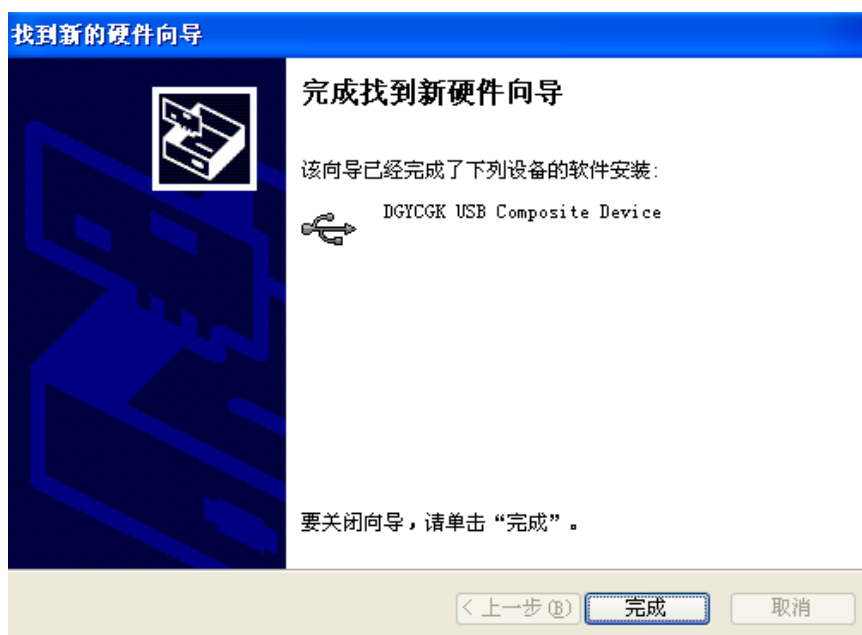 找到新的硬件向导
完成找到新硬件向导
该向导已经完成了下列设备的软件安装:
DGYCGK USB Composite Device
要关闭向导，请单击“完成”。
< 上一步(B)
完成
取消